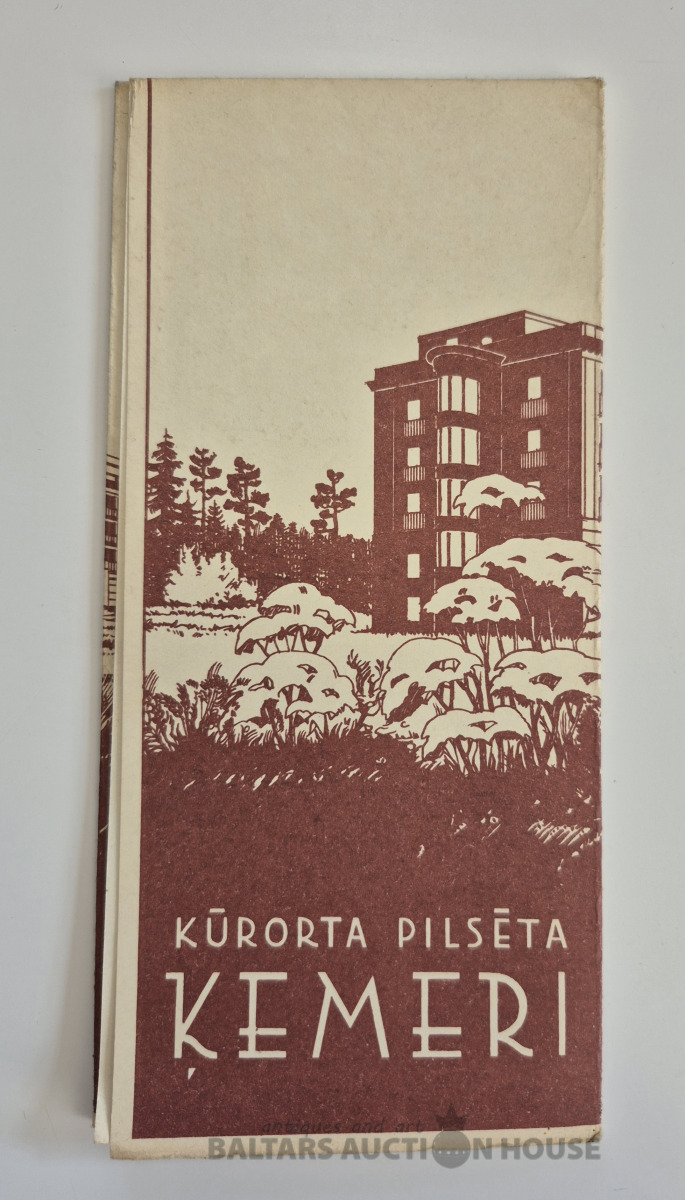 KŪRORTA PILSĒTA
ĶEMERI
antiques and art
BALTARS AUCTION HOUSE